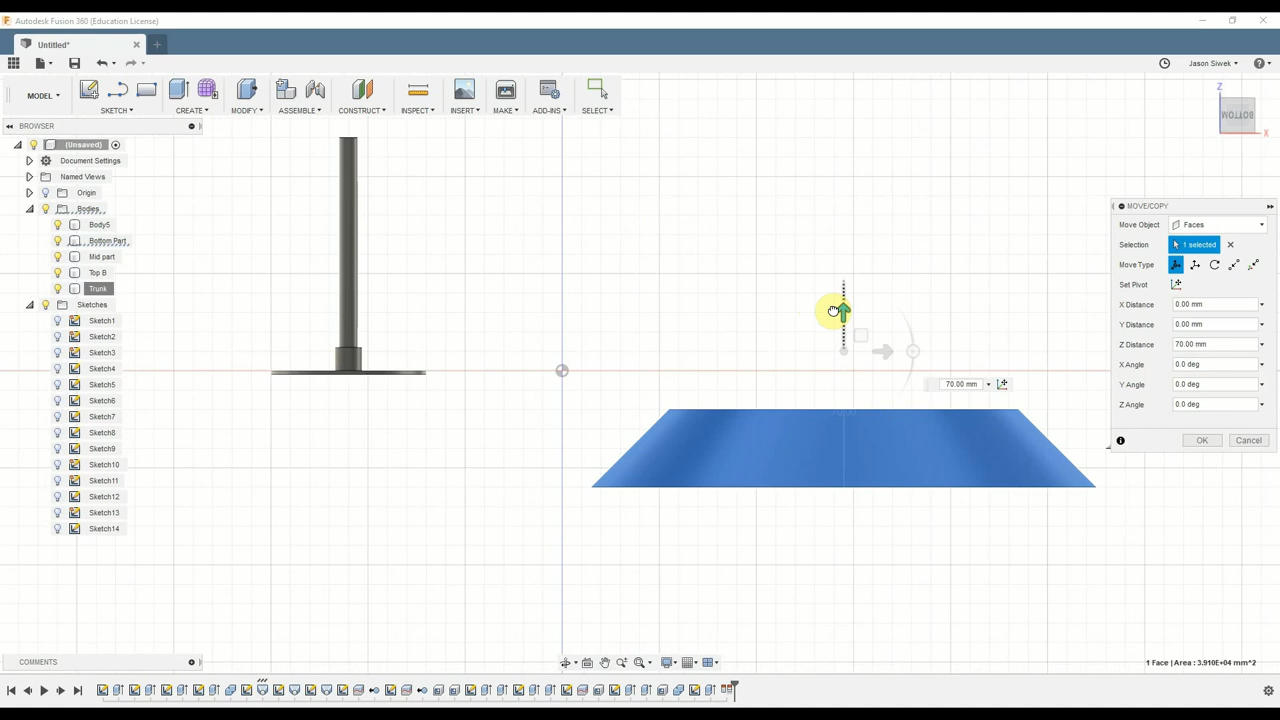 Autodesk Fusion 360 (Education License)
Untitled*
Jason Siwek
MODEL
SKETCH
CREATE
MODIFY
ASSEMBLE
CONSTRUCT
INSPECT
INSERT
MAKE
ADD-INS
SELECT
Z
BOTTOM
X
BROWSER
(Unsaved)
Document Settings
Named Views
Origin
Bodies
Body5
Bottom Part
Mid part
Top B
Trunk
Sketches
Sketch1
Sketch2
Sketch3
Sketch4
Sketch5
Sketch6
Sketch7
Sketch8
Sketch9
Sketch10
Sketch11
Sketch12
Sketch13
Sketch14
MOVE/COPY
Move Object Faces
Selection 1 selected
Move Type
Set Pivot
X Distance 0.00 mm
Y Distance 0.00 mm
Z Distance 70.00 mm
X Angle 0.0 deg
Y Angle 0.0 deg
Z Angle 0.0 deg
OK Cancel
70.00 mm
70.00
COMMENTS
1 Face | Area : 3.910E+04 mm^2